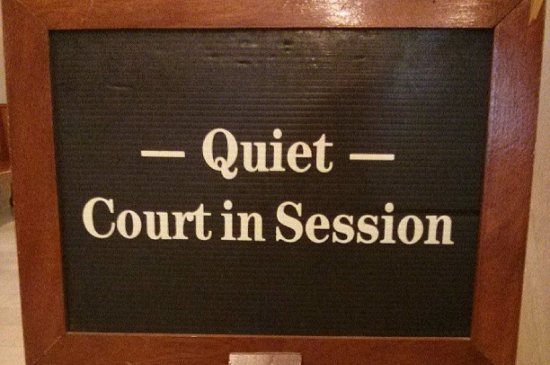 — Quiet —
Court in Session